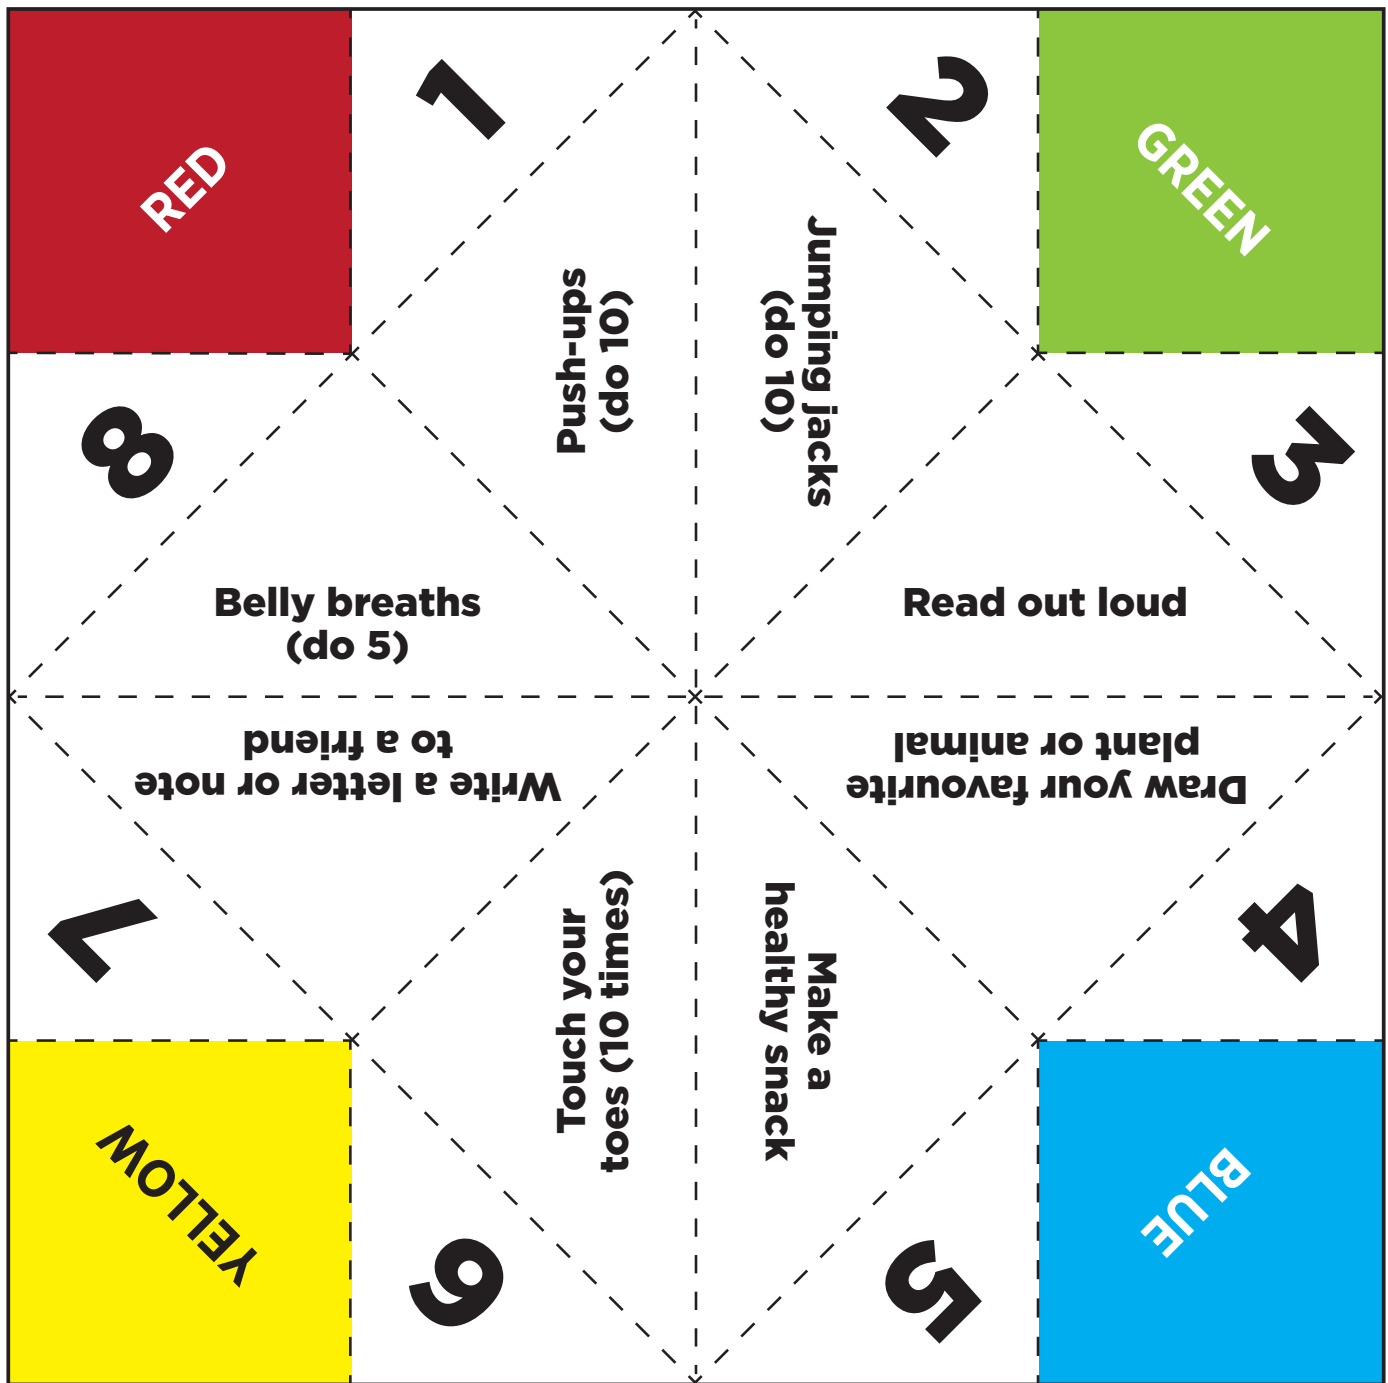 RED
1
2
GREEN
Push-ups
(do 10)
Jumping jacks
(do 10)
8
3
Belly breaths
(do 5)
Read out loud
Write a letter or note
to a friend
Draw your favourite
plant or animal
7
4
Touch your
toes (10 times)
Make a
healthy snack
YELLOW
6
5
BLUE